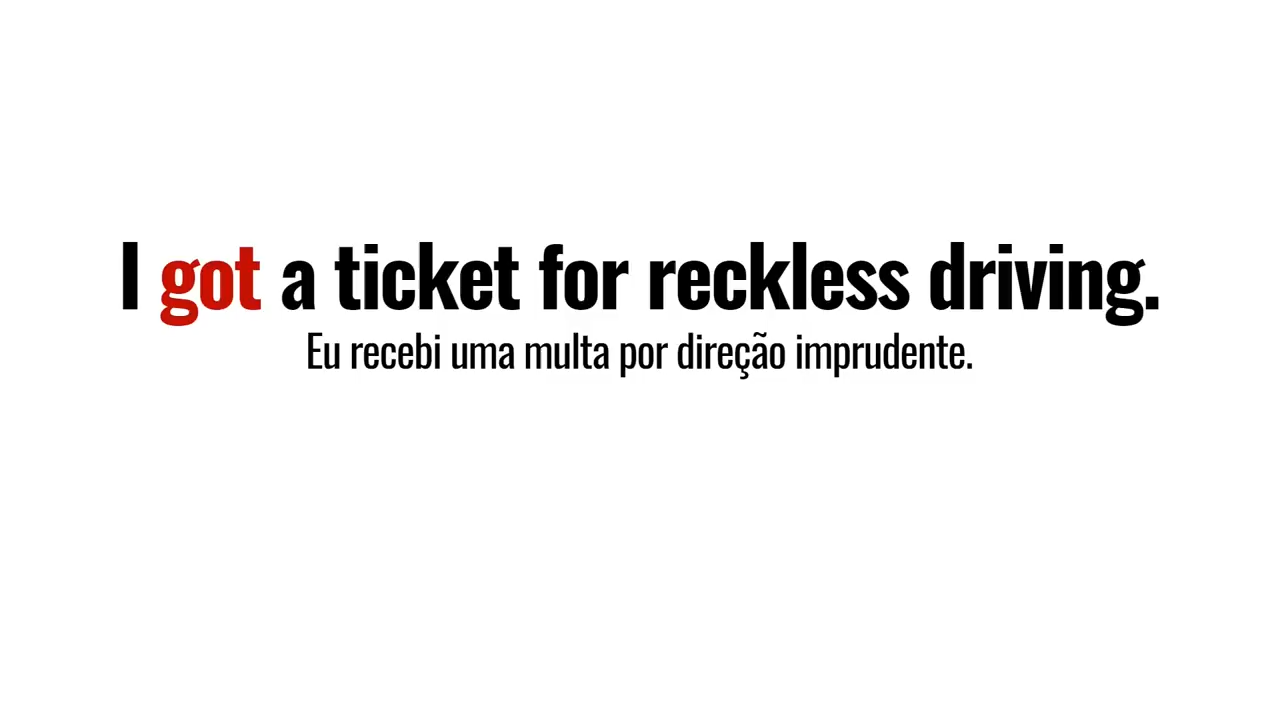 I got a ticket for reckless driving.
Eu recebi uma multa por direção imprudente.